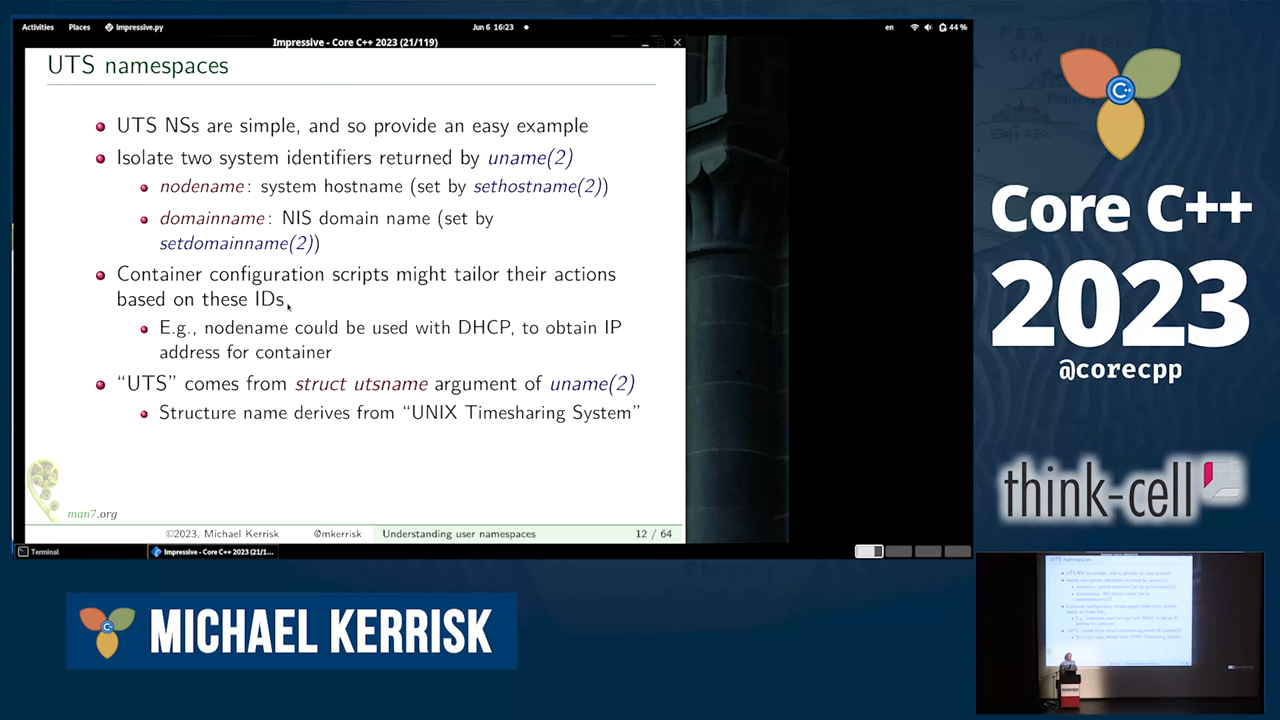 Activities Places Impressive.py Jun 6 16:23 en 44 %
Impressive - Core C++ 2023 (21/119)
UTS namespaces
UTS NSs are simple, and so provide an easy example
Isolate two system identifiers returned by uname(2)
nodename: system hostname (set by sethostname(2))
domainname: NIS domain name (set by
setdomainname(2))
Container configuration scripts might tailor their actions
based on these IDs
E.g., nodename could be used with DHCP, to obtain IP
address for container
“UTS” comes from struct utsname argument of uname(2)
Structure name derives from “UNIX Timesharing System”
man7.org
©2023, Michael Kerrisk @mkerrisk Understanding user namespaces 12 / 64
Terminal Impressive - Core C++ 2023 (21/1...
C++
Core C++
2023
@corecpp
think-cell
MICHAEL KERRISK
UTS namespaces